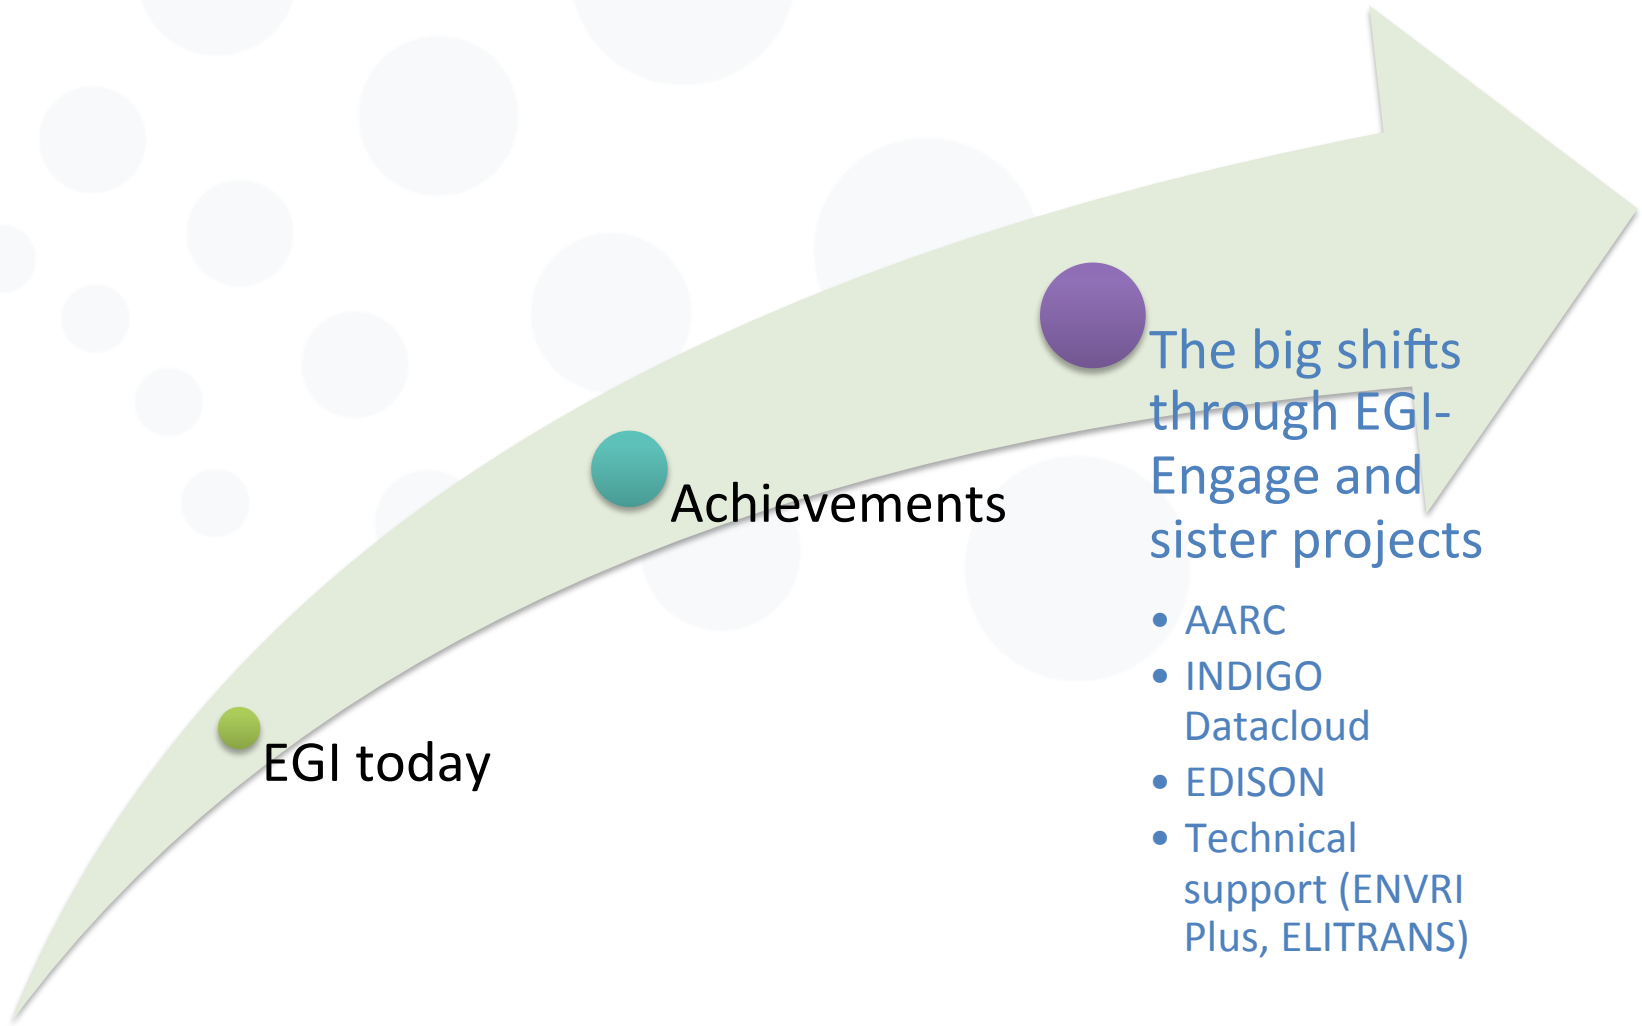 EGI today
Achievements
The big shifts
through EGI-
Engage and
sister projects
• AARC
• INDIGO
Datacloud
• EDISON
• Technical
support (ENVRI
Plus, ELITRANS)